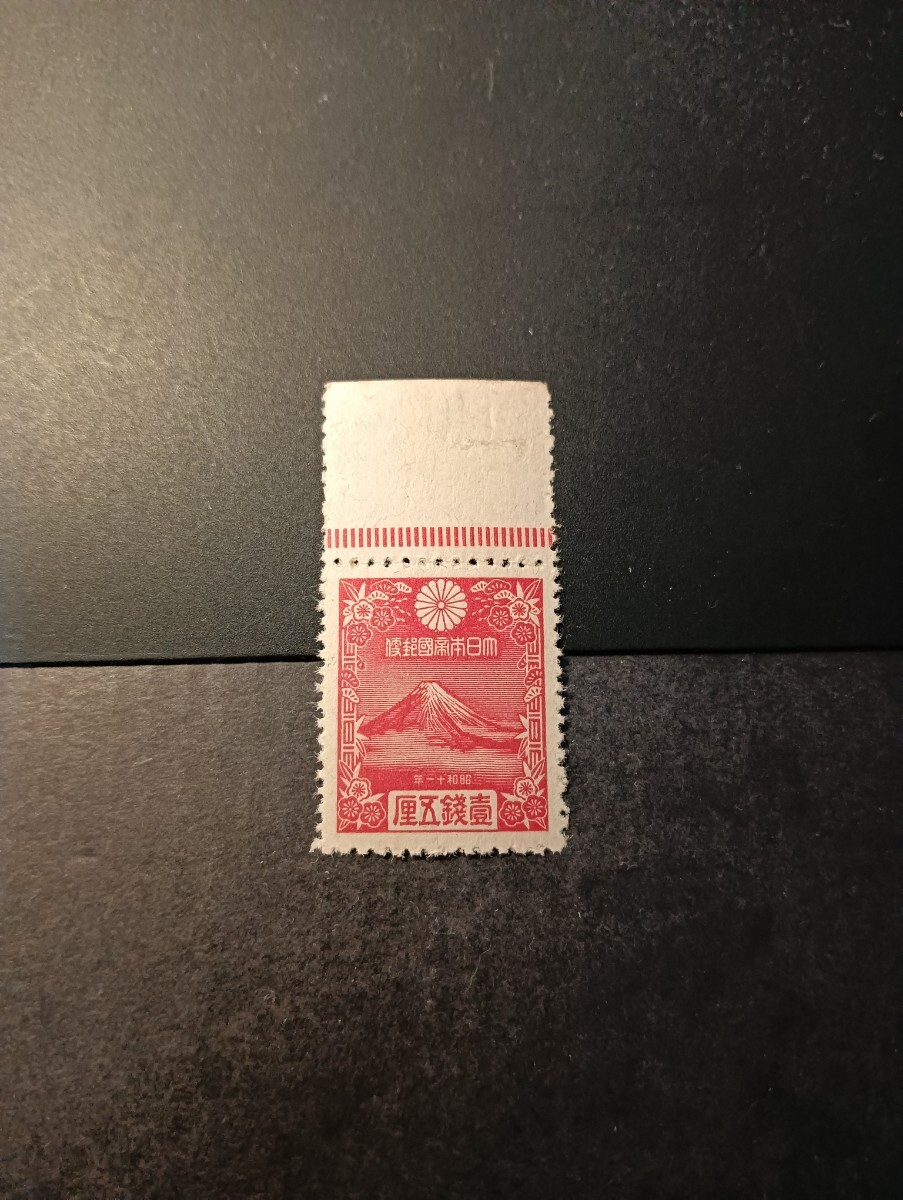 大日本帝國郵便
昭和十一年
壹錢五厘